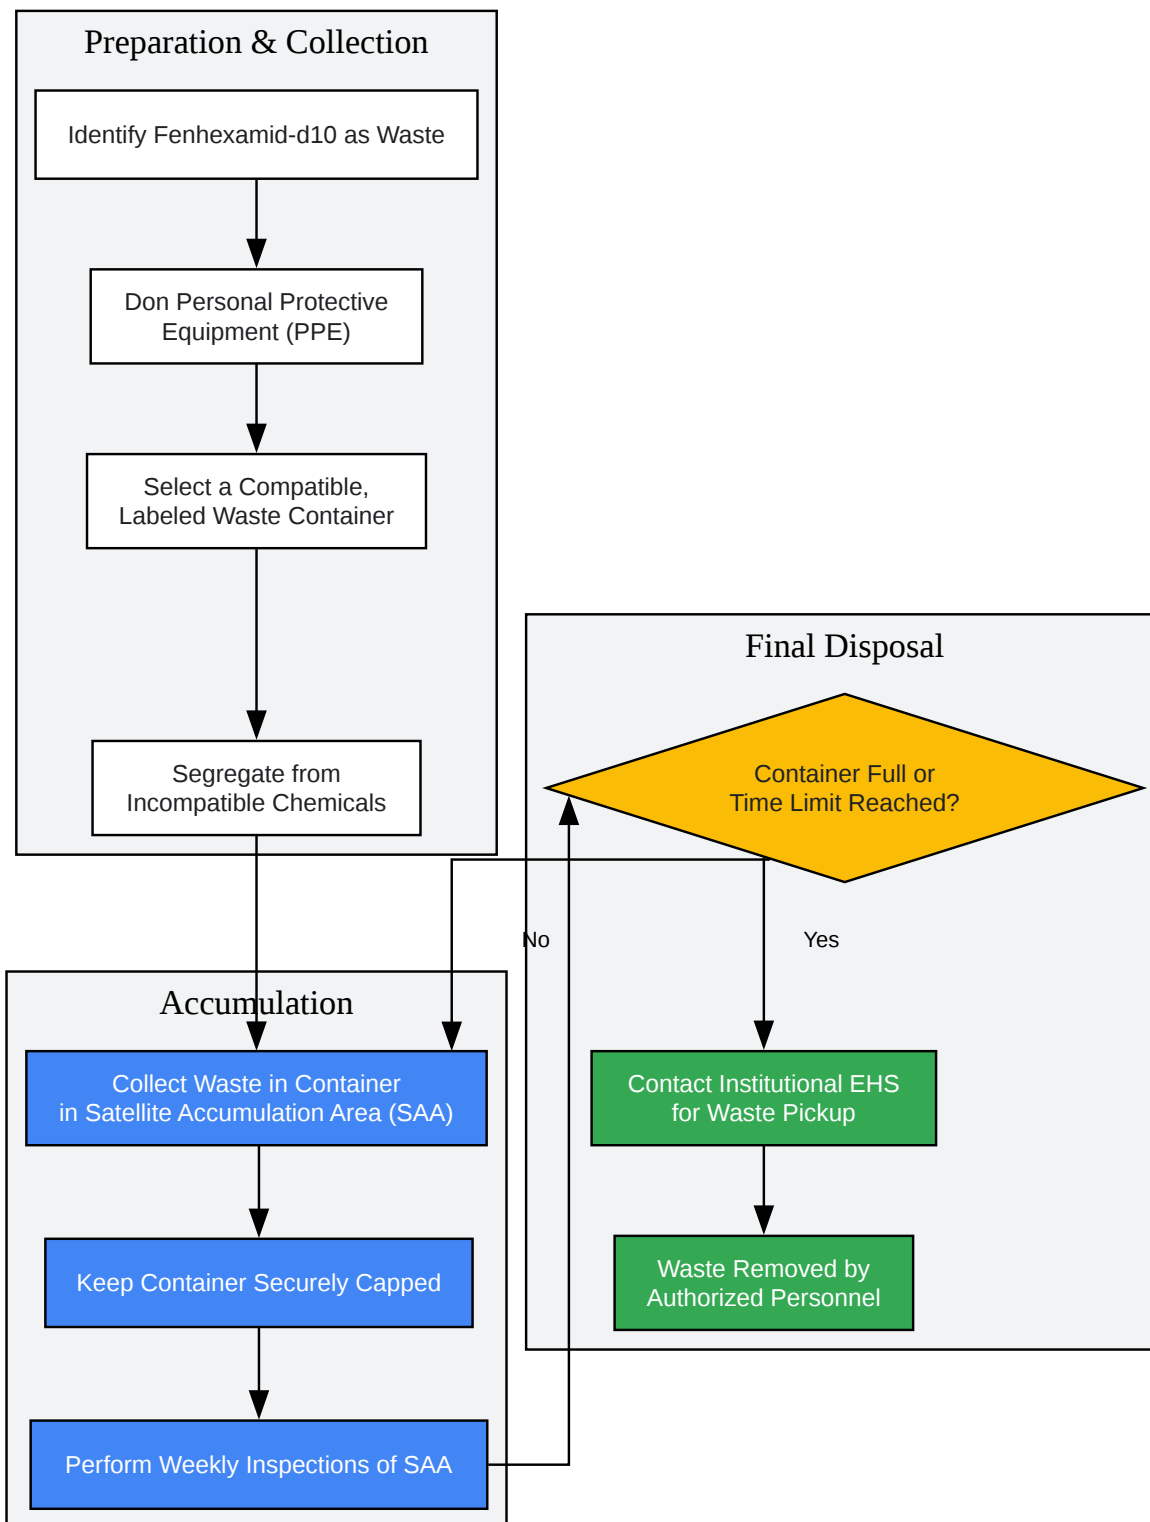 Preparation & Collection
Identify Fenhexamid-d10 as Waste
Don Personal Protective
Equipment (PPE)
Select a Compatible,
Labeled Waste Container
Segregate from
Incompatible Chemicals
Final Disposal
Container Full or
Time Limit Reached?
No
Yes
Accumulation
Collect Waste in Container
in Satellite Accumulation Area (SAA)
Keep Container Securely Capped
Perform Weekly Inspections of SAA
Contact Institutional EHS
for Waste Pickup
Waste Removed by
Authorized Personnel